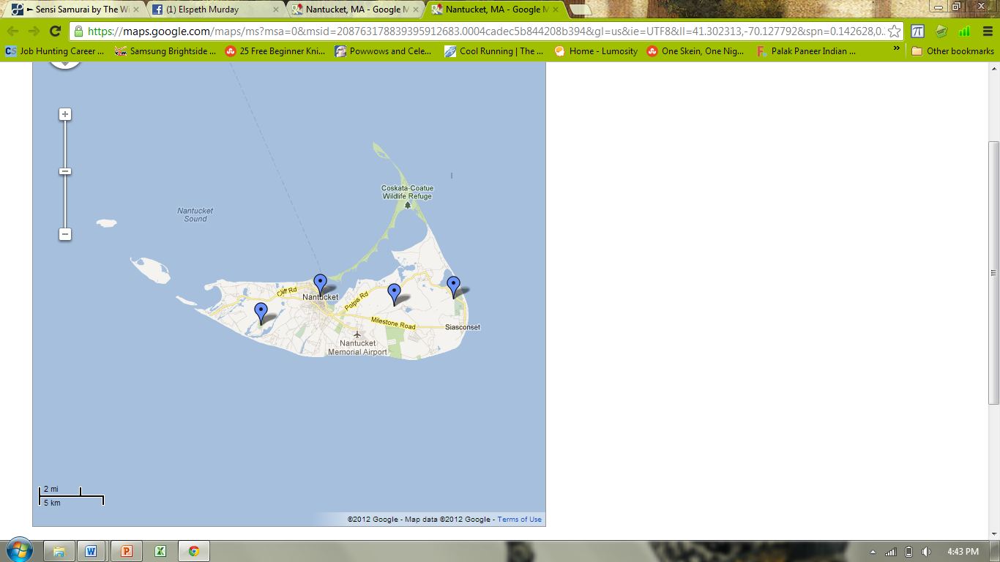 ► Sensi Samurai by The Wi
(1) Elspeth Murday
Nantucket, MA - Google M
Nantucket, MA - Google M
https://maps.google.com/maps/ms?msa=0&msid=208763178839395912683.0004cadec5b844208b394&gl=us&ie=UTF8&ll=41.302313,-70.127792&spn=0.142628,0.
CS Job Hunting Career ...
Samsung Brightside ...
25 Free Beginner Kni...
Powwows and Cele...
Cool Running | The ...
Home - Lumosity
One Skein, One Nig...
Palak Paneer Indian ...
»
Other bookmarks
Coskata-Coatue
Wildlife Refuge
Nantucket
Sound
Cliff Rd
Nantucket
Polpis Rd
Milestone Road
Siasconset
Nantucket
Memorial Airport
2 mi
5 km
©2012 Google - Map data ©2012 Google - Terms of Use
4:43 PM